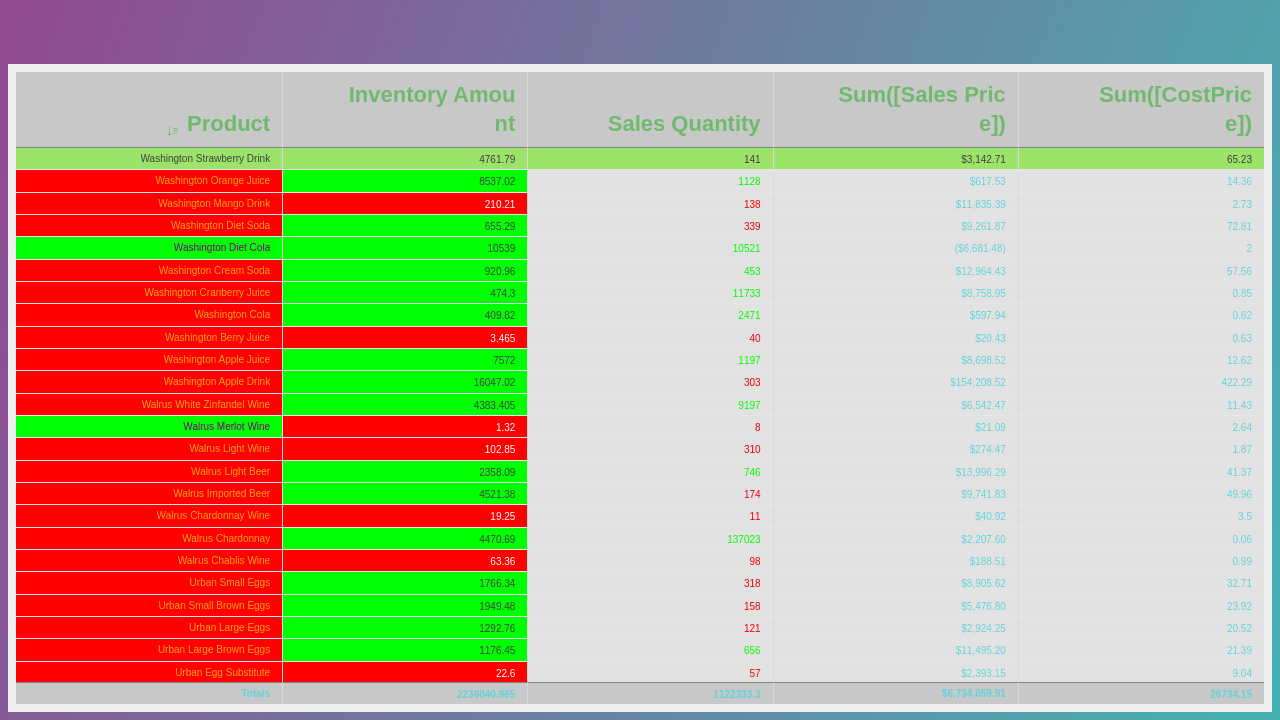 Product Inventory Amou
nt Sales Quantity Sum([Sales Pric
e]) Sum([CostPric
e])
Washington Strawberry Drink 4761.79 141 $3,142.71 65.23
Washington Orange Juice 8537.02 1128 $617.53 14.36
Washington Mango Drink 210.21 138 $11,835.39 2.73
Washington Diet Soda 655.29 339 $9,261.87 72.81
Washington Diet Cola 10539 10521 ($6,681.48) 2
Washington Cream Soda 920.96 453 $12,964.43 57.56
Washington Cranberry Juice 474.3 11733 $8,758.95 0.85
Washington Cola 409.82 2471 $597.94 0.62
Washington Berry Juice 3.465 40 $20.43 0.63
Washington Apple Juice 7572 1197 $8,698.52 12.62
Washington Apple Drink 16047.02 303 $154,208.52 422.29
Walrus White Zinfandel Wine 4383.405 9197 $6,542.47 11.43
Walrus Merlot Wine 1.32 8 $21.09 2.64
Walrus Light Wine 102.85 310 $274.47 1.87
Walrus Light Beer 2358.09 746 $13,996.29 41.37
Walrus Imported Beer 4521.38 174 $9,741.83 49.96
Walrus Chardonnay Wine 19.25 11 $40.92 3.5
Walrus Chardonnay 4470.69 137023 $2,207.60 0.06
Walrus Chablis Wine 63.36 98 $188.51 0.99
Urban Small Eggs 1766.34 318 $8,905.62 32.71
Urban Small Brown Eggs 1949.48 158 $5,476.80 23.92
Urban Large Eggs 1292.76 121 $2,924.25 20.52
Urban Large Brown Eggs 1176.45 656 $11,495.20 21.39
Urban Egg Substitute 22.6 57 $2,393.15 9.04
Totals 2236040.965 1122333.3 $6,734,059.91 28734.15